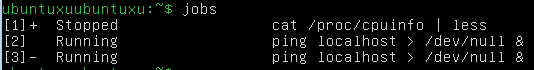 ubuntuxuubuntuxu:~$ jobs
[1]+  Stopped                 cat /proc/cpuinfo | less
[2]   Running                 ping localhost > /dev/null &
[3]-  Running                 ping localhost > /dev/null &